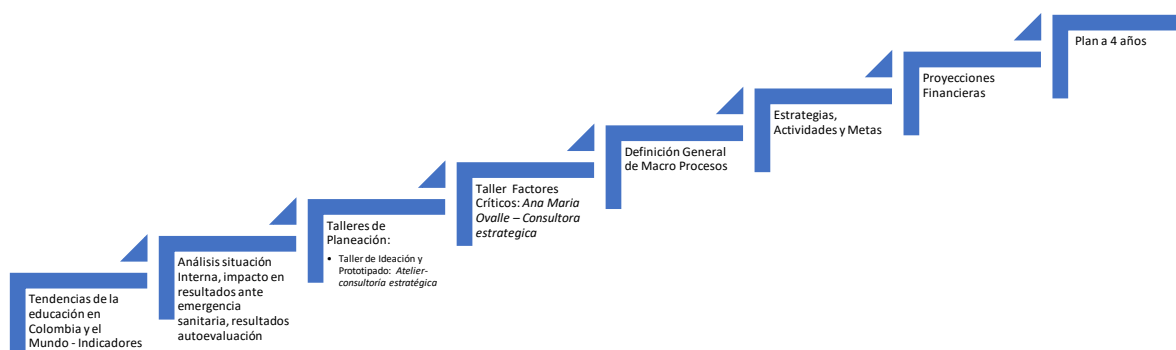 Tendencias de la
educación en
Colombia y el
Mundo - Indicadores
Análisis situación
Interna, impacto en
resultados ante
emergencia
sanitaria, resultados
autoevaluación
Talleres de
Planeación:
• Taller de Ideación y
Prototipado: Atelier-
consultoría estratégica
Taller Factores
Críticos: Ana Maria
Ovalle – Consultora
estrategica
Definición General
de Macro Procesos
Estrategias,
Actividades y Metas
Proyecciones
Financieras
Plan a 4 años